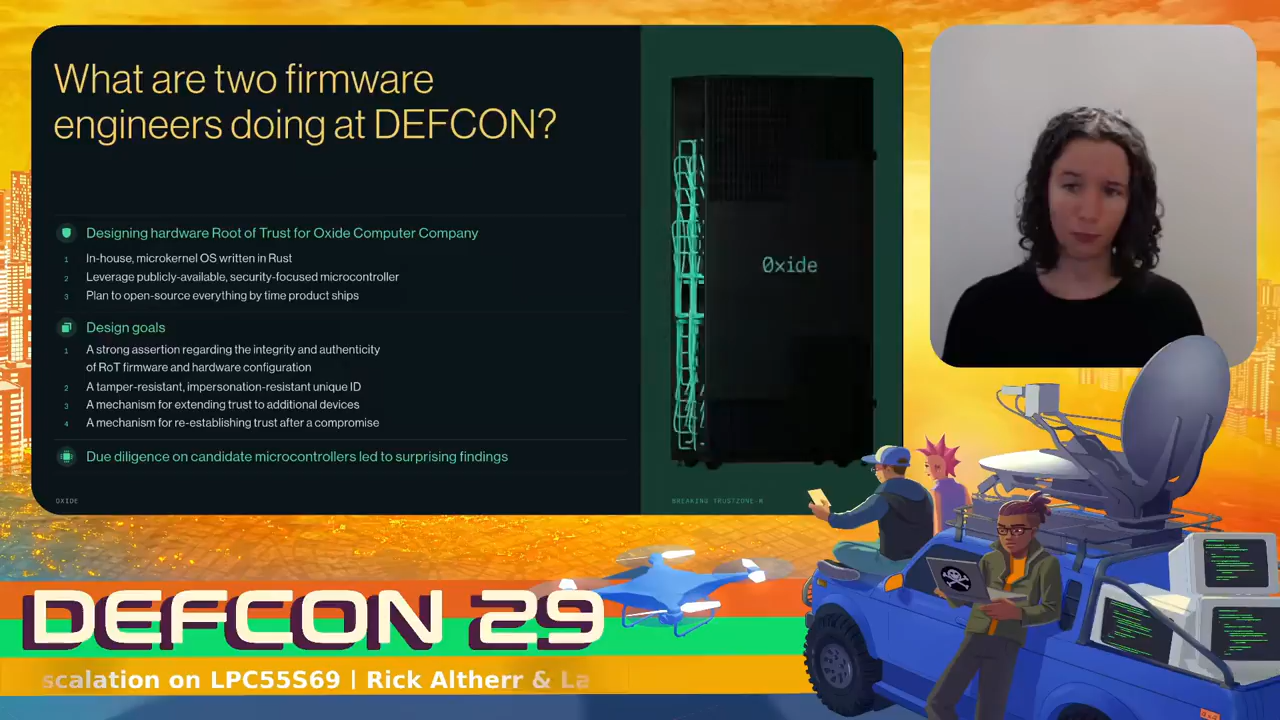 What are two firmware
engineers doing at DEFCON?
Designing hardware Root of Trust for Oxide Computer Company
1 In-house, microkernel OS written in Rust
2 Leverage publicly-available, security-focused microcontroller
3 Plan to open-source everything by time product ships
Design goals
1 A strong assertion regarding the integrity and authenticity
of RoT firmware and hardware configuration
2 A tamper-resistant, impersonation-resistant unique ID
3 A mechanism for extending trust to additional devices
4 A mechanism for re-establishing trust after a compromise
Due diligence on candidate microcontrollers led to surprising findings
OXIDE
0xide
BREAKING TRUSTZONE-M
DEFCON 29
scalation on LPC55S69 | Rick Altherr & La